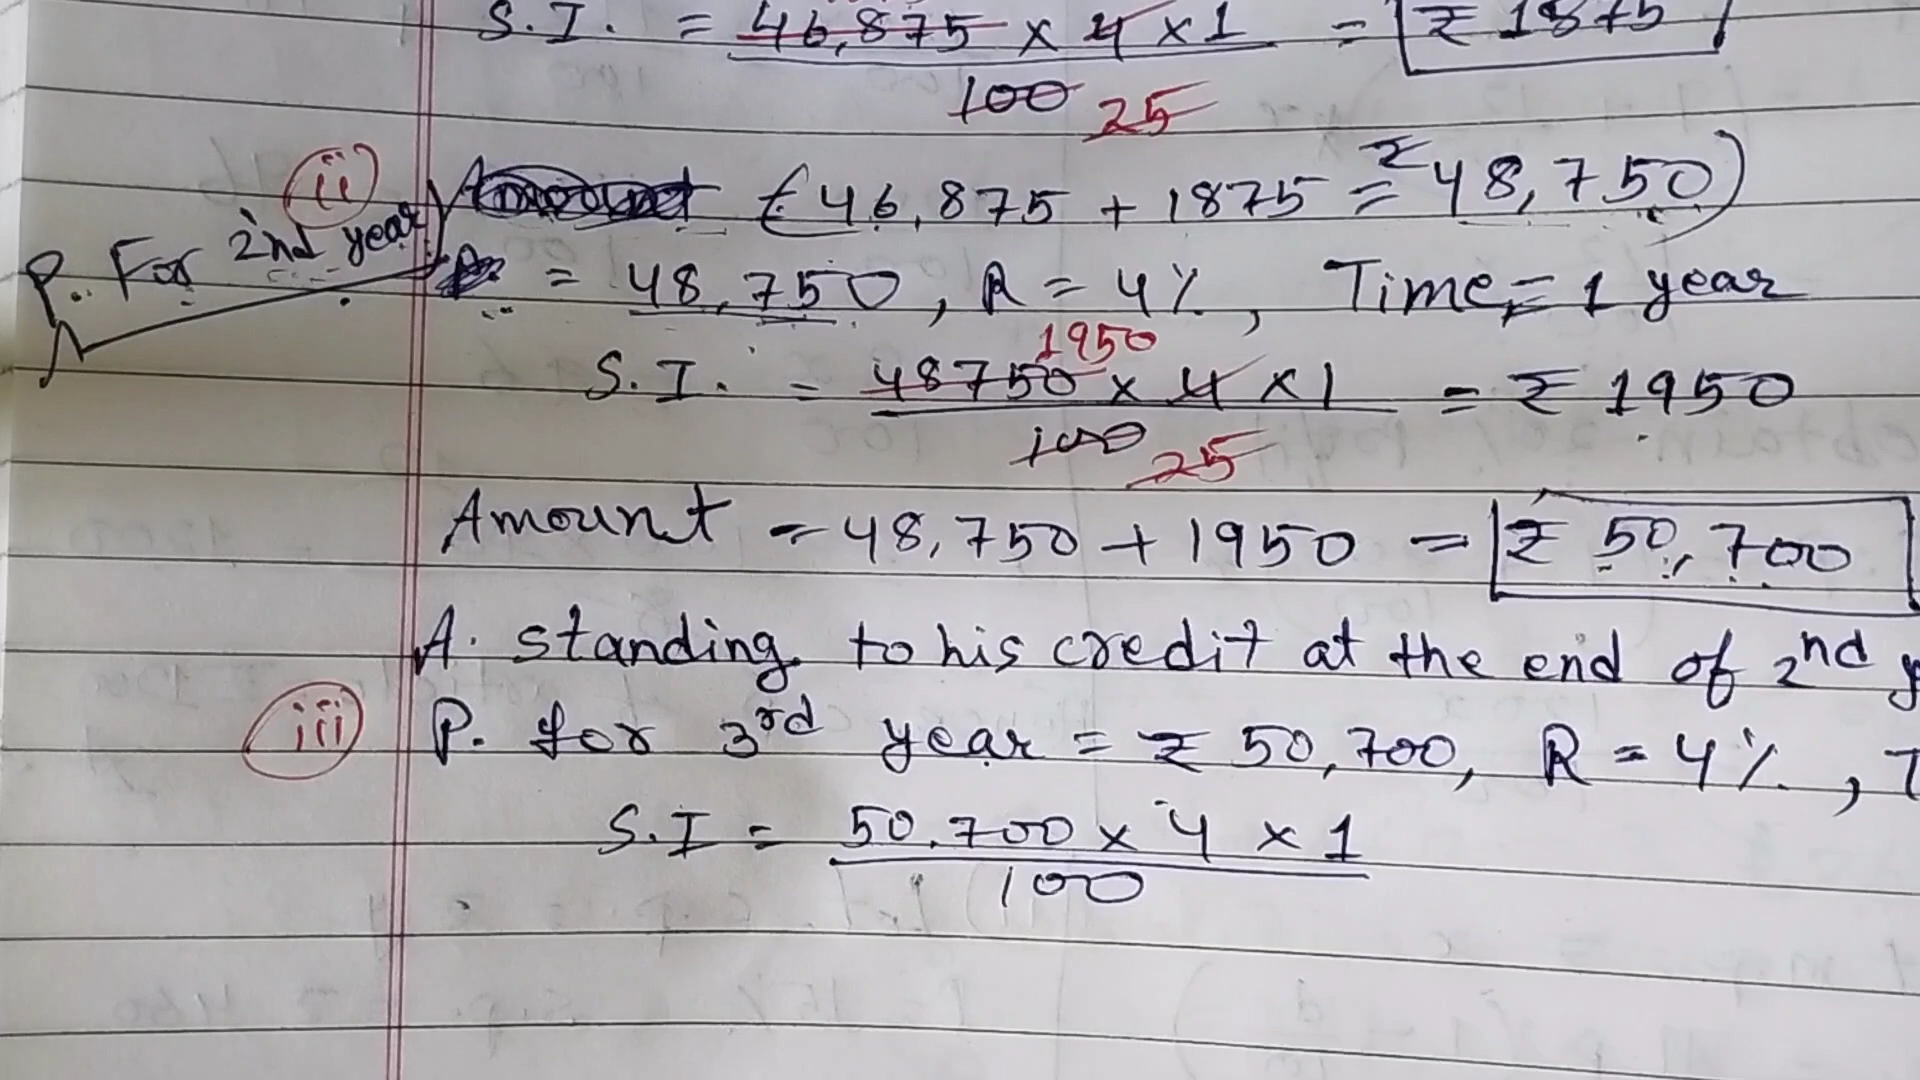 S.I. = 46,875 × 4 × 1 / 100 25 = ₹ 1875
(ii) (46,875 + 1875 = ₹48,750)
P. For 2nd year = 48,750, R = 4%, Time = 1 year
1950
S.I. = 48750 × 4 × 1 / 100 25 = ₹ 1950
Amount = 48,750 + 1950 = ₹ 50,700
A. standing to his credit at the end of 2nd y
(iii) P. for 3rd year = ₹ 50,700, R = 4%, T
S.I = 50,700 × 4 × 1 / 100